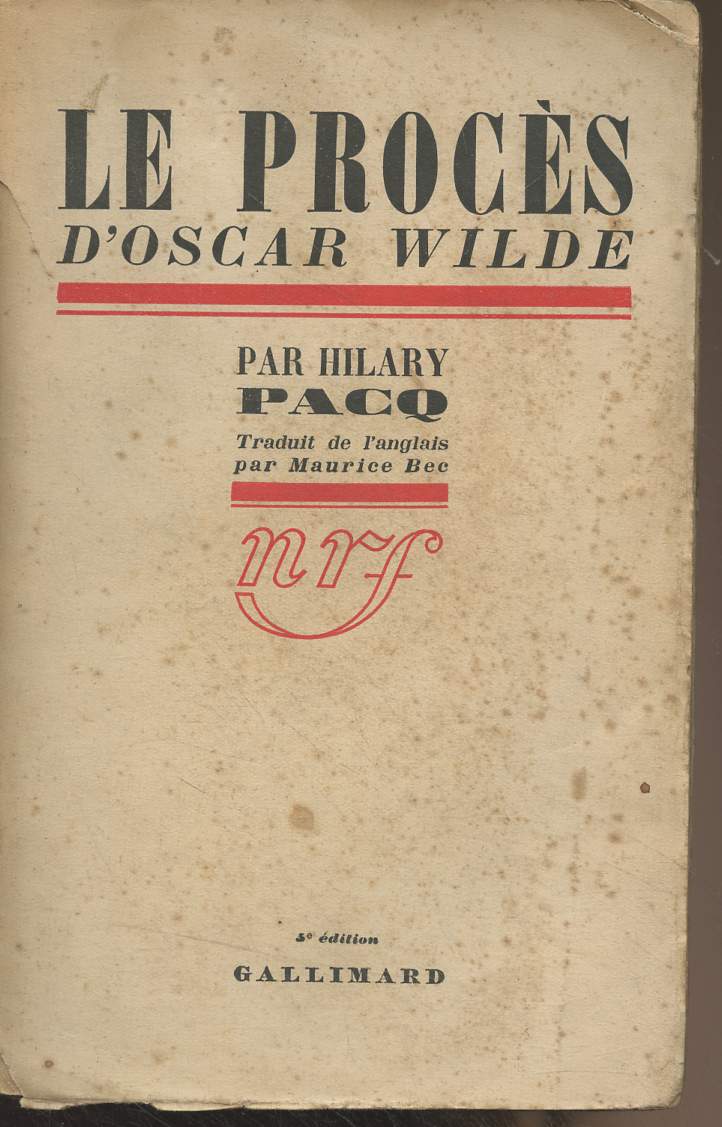 LE PROCÈS
D'OSCAR WILDE
PAR HILARY
PACQ
Traduit de l'anglais
par Maurice Bec
nrf
5e édition
GALLIMARD